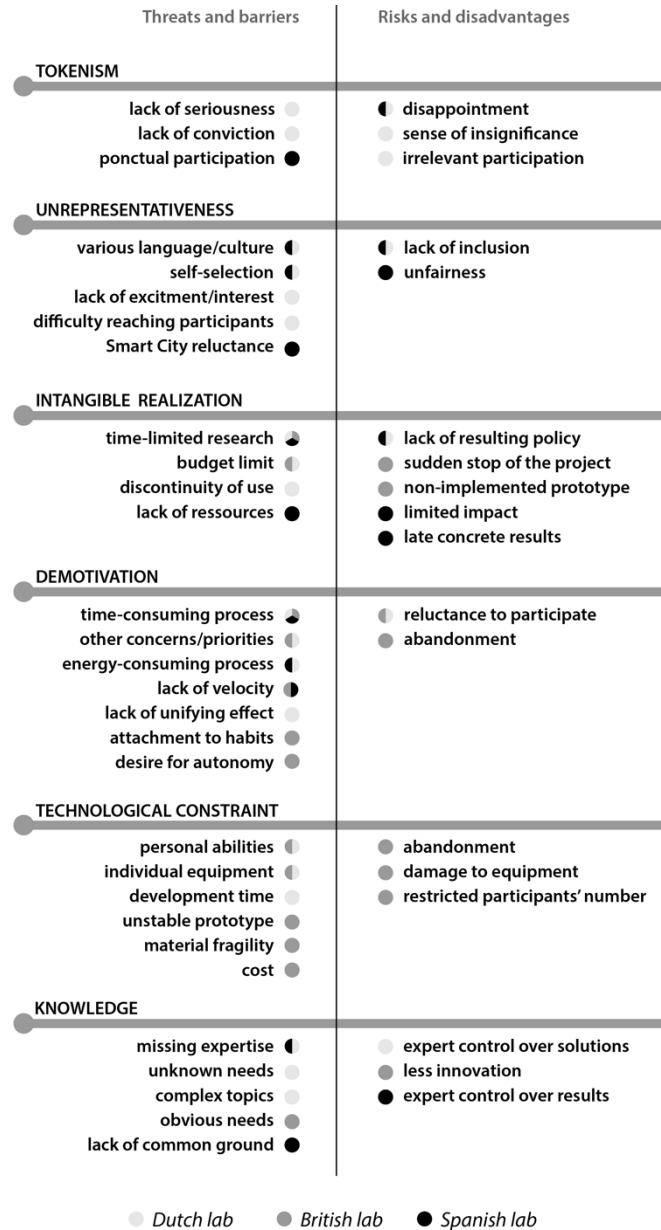 Threats and barriers Risks and disadvantages
TOKENISM
lack of seriousness disappointment
lack of conviction sense of insignificance
ponctual participation irrelevant participation
UNREPRESENTATIVENESS
various language/culture lack of inclusion
self-selection unfairness
lack of excitment/interest
difficulty reaching participants
Smart City reluctance
INTANGIBLE REALIZATION
time-limited research lack of resulting policy
budget limit sudden stop of the project
discontinuity of use non-implemented prototype
lack of ressources limited impact
late concrete results
DEMOTIVATION
time-consuming process reluctance to participate
other concerns/priorities abandonment
energy-consuming process
lack of velocity
lack of unifying effect
attachment to habits
desire for autonomy
TECHNOLOGICAL CONSTRAINT
personal abilities abandonment
individual equipment damage to equipment
development time restricted participants’ number
unstable prototype
material fragility
cost
KNOWLEDGE
missing expertise expert control over solutions
unknown needs less innovation
complex topics expert control over results
obvious needs
lack of common ground
Dutch lab British lab Spanish lab